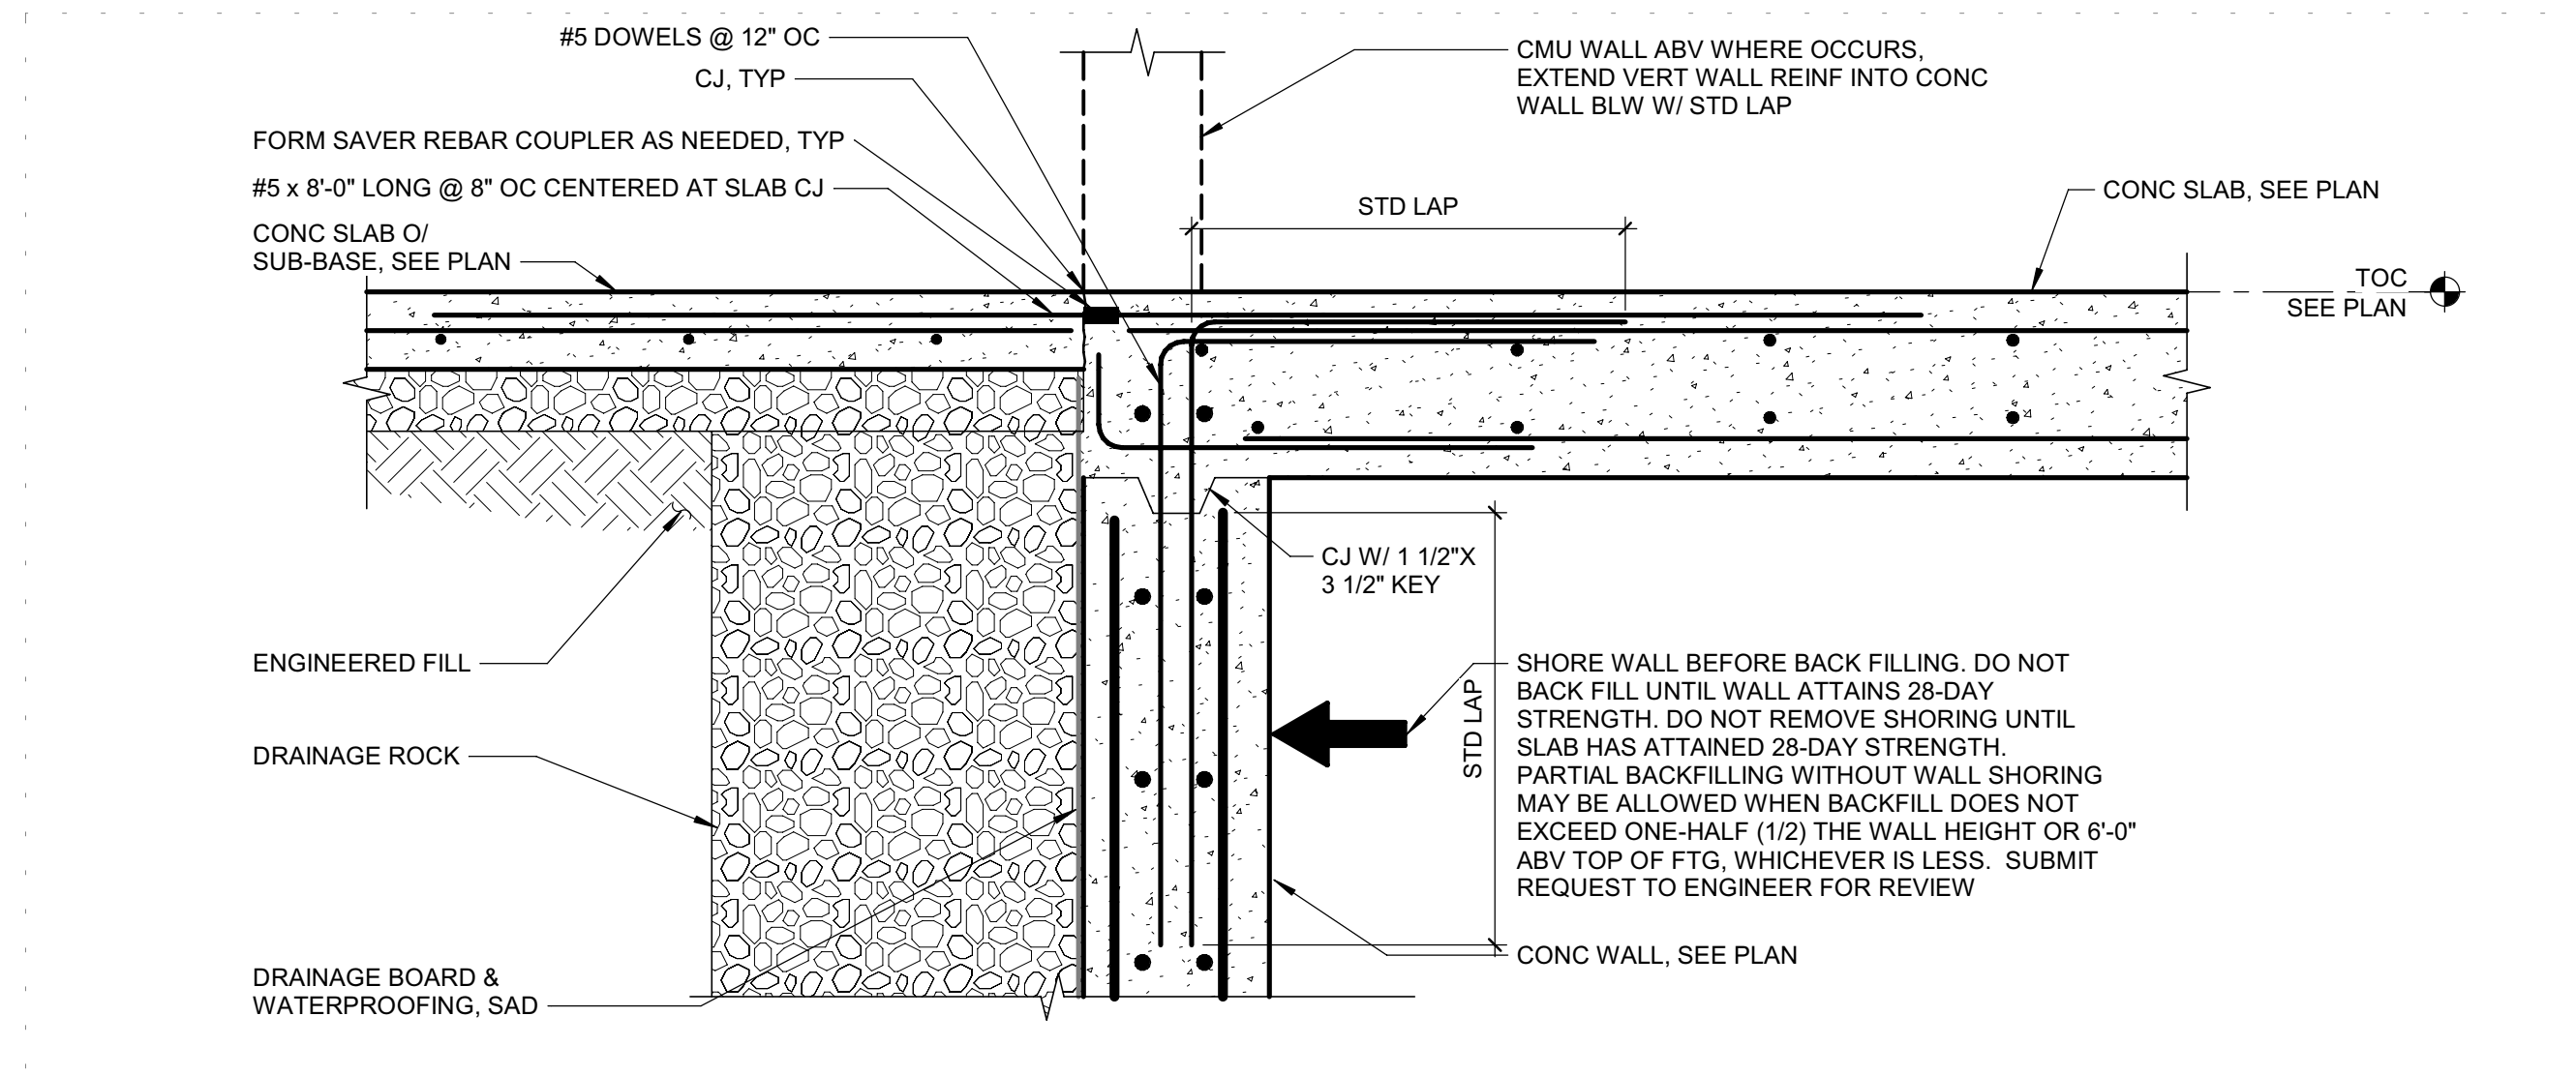 #5 DOWELS @ 12" OC
CJ, TYP
FORM SAVER REBAR COUPLER AS NEEDED, TYP
#5 x 8'-0" LONG @ 8" OC CENTERED AT SLAB CJ
CONC SLAB O/
SUB-BASE, SEE PLAN
CMU WALL ABV WHERE OCCURS,
EXTEND VERT WALL REINF INTO CONC
WALL BLW W/ STD LAP
STD LAP
CONC SLAB, SEE PLAN
TOC
SEE PLAN
CJ W/ 1 1/2"X
3 1/2" KEY
STD LAP
ENGINEERED FILL
DRAINAGE ROCK
DRAINAGE BOARD &
WATERPROOFING, SAD
SHORE WALL BEFORE BACK FILLING. DO NOT
BACK FILL UNTIL WALL ATTAINS 28-DAY
STRENGTH. DO NOT REMOVE SHORING UNTIL
SLAB HAS ATTAINED 28-DAY STRENGTH.
PARTIAL BACKFILLING WITHOUT WALL SHORING
MAY BE ALLOWED WHEN BACKFILL DOES NOT
EXCEED ONE-HALF (1/2) THE WALL HEIGHT OR 6'-0"
ABV TOP OF FTG, WHICHEVER IS LESS.  SUBMIT
REQUEST TO ENGINEER FOR REVIEW
CONC WALL, SEE PLAN